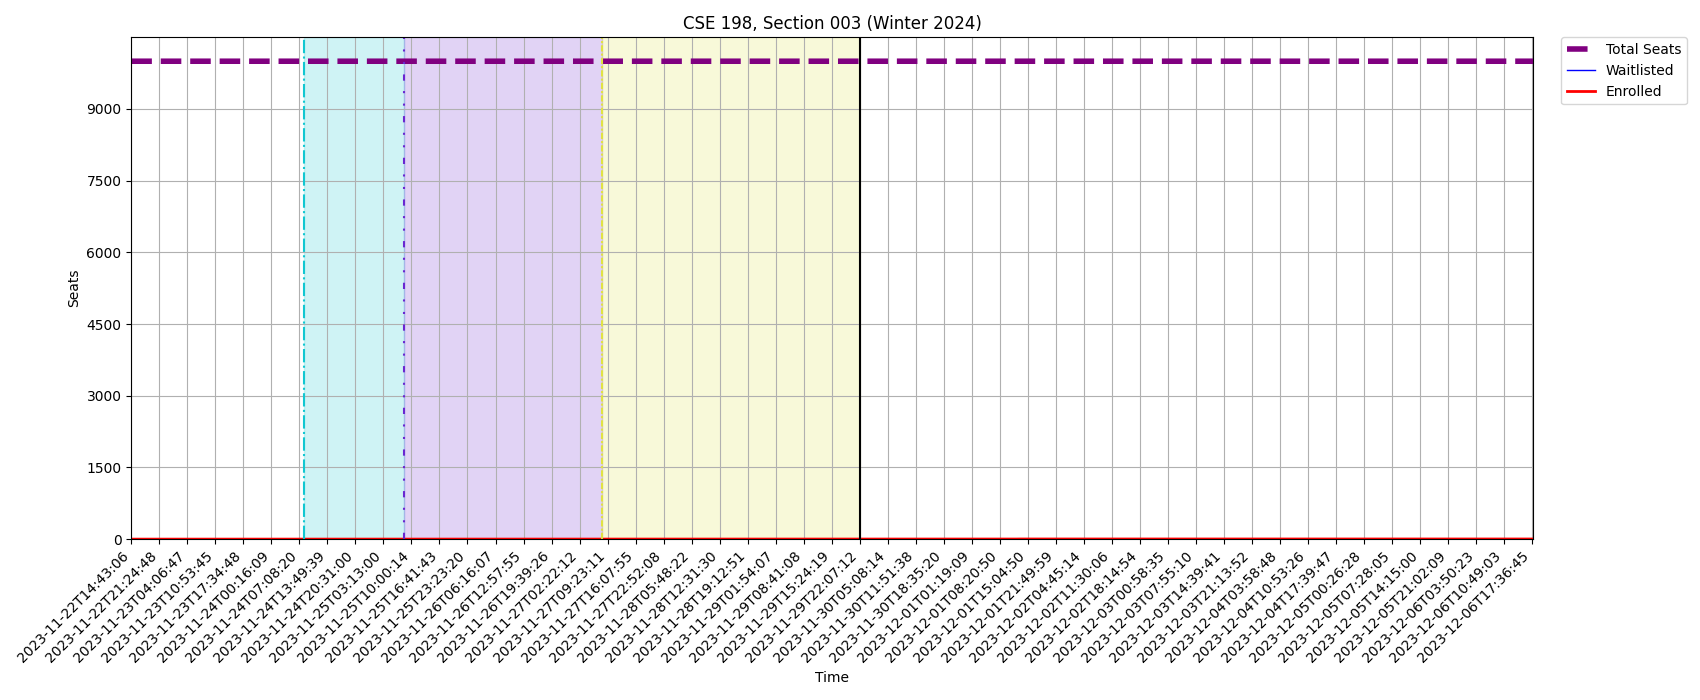 CSE 198, Section 003 (Winter 2024)
Total Seats
Waitlisted
Enrolled
9000
7500
6000
4500
3000
1500
0
Seats
2023-11-22T14:43:06
2023-11-22T21:24:48
2023-11-23T04:06:47
2023-11-23T10:53:45
2023-11-23T17:34:48
2023-11-24T00:16:09
2023-11-24T07:08:20
2023-11-24T13:49:39
2023-11-24T20:31:00
2023-11-25T03:13:00
2023-11-25T10:00:14
2023-11-25T16:41:43
2023-11-25T23:23:20
2023-11-26T06:16:07
2023-11-26T12:57:55
2023-11-26T19:39:26
2023-11-27T02:22:12
2023-11-27T09:23:11
2023-11-27T16:07:55
2023-11-27T22:52:08
2023-11-28T05:48:22
2023-11-28T12:31:30
2023-11-28T19:12:51
2023-11-29T01:54:07
2023-11-29T08:41:08
2023-11-29T15:24:19
2023-11-29T22:07:12
2023-11-30T05:08:14
2023-11-30T11:51:38
2023-11-30T18:35:20
2023-12-01T01:19:09
2023-12-01T08:20:50
2023-12-01T15:04:50
2023-12-01T21:49:59
2023-12-02T04:45:14
2023-12-02T11:30:06
2023-12-02T18:14:54
2023-12-03T00:58:35
2023-12-03T07:55:10
2023-12-03T14:39:41
2023-12-03T21:13:52
2023-12-04T03:58:48
2023-12-04T10:53:26
2023-12-04T17:39:47
2023-12-05T00:26:28
2023-12-05T07:28:05
2023-12-05T14:15:00
2023-12-05T21:02:09
2023-12-06T03:50:23
2023-12-06T10:49:03
2023-12-06T17:36:45
Time